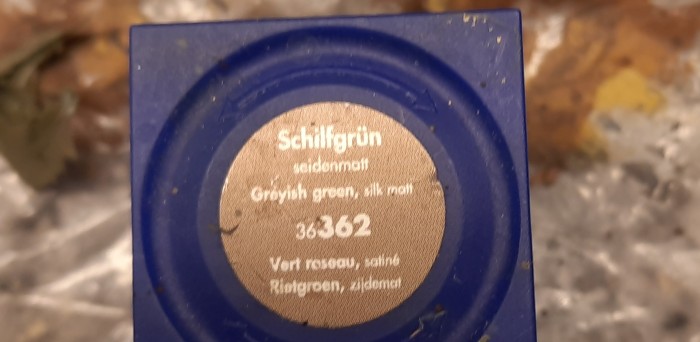 Schilfgrün
seidenmatt
Greyish green, silk matt
36362
Vert roseau, satiné
Rietgroen, zijdemat